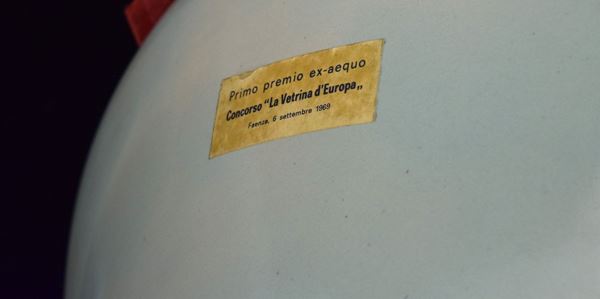 Primo premio ex-aequo
Concorso "La Vetrina d'Europa„
Faenza, 6 settembre 1969